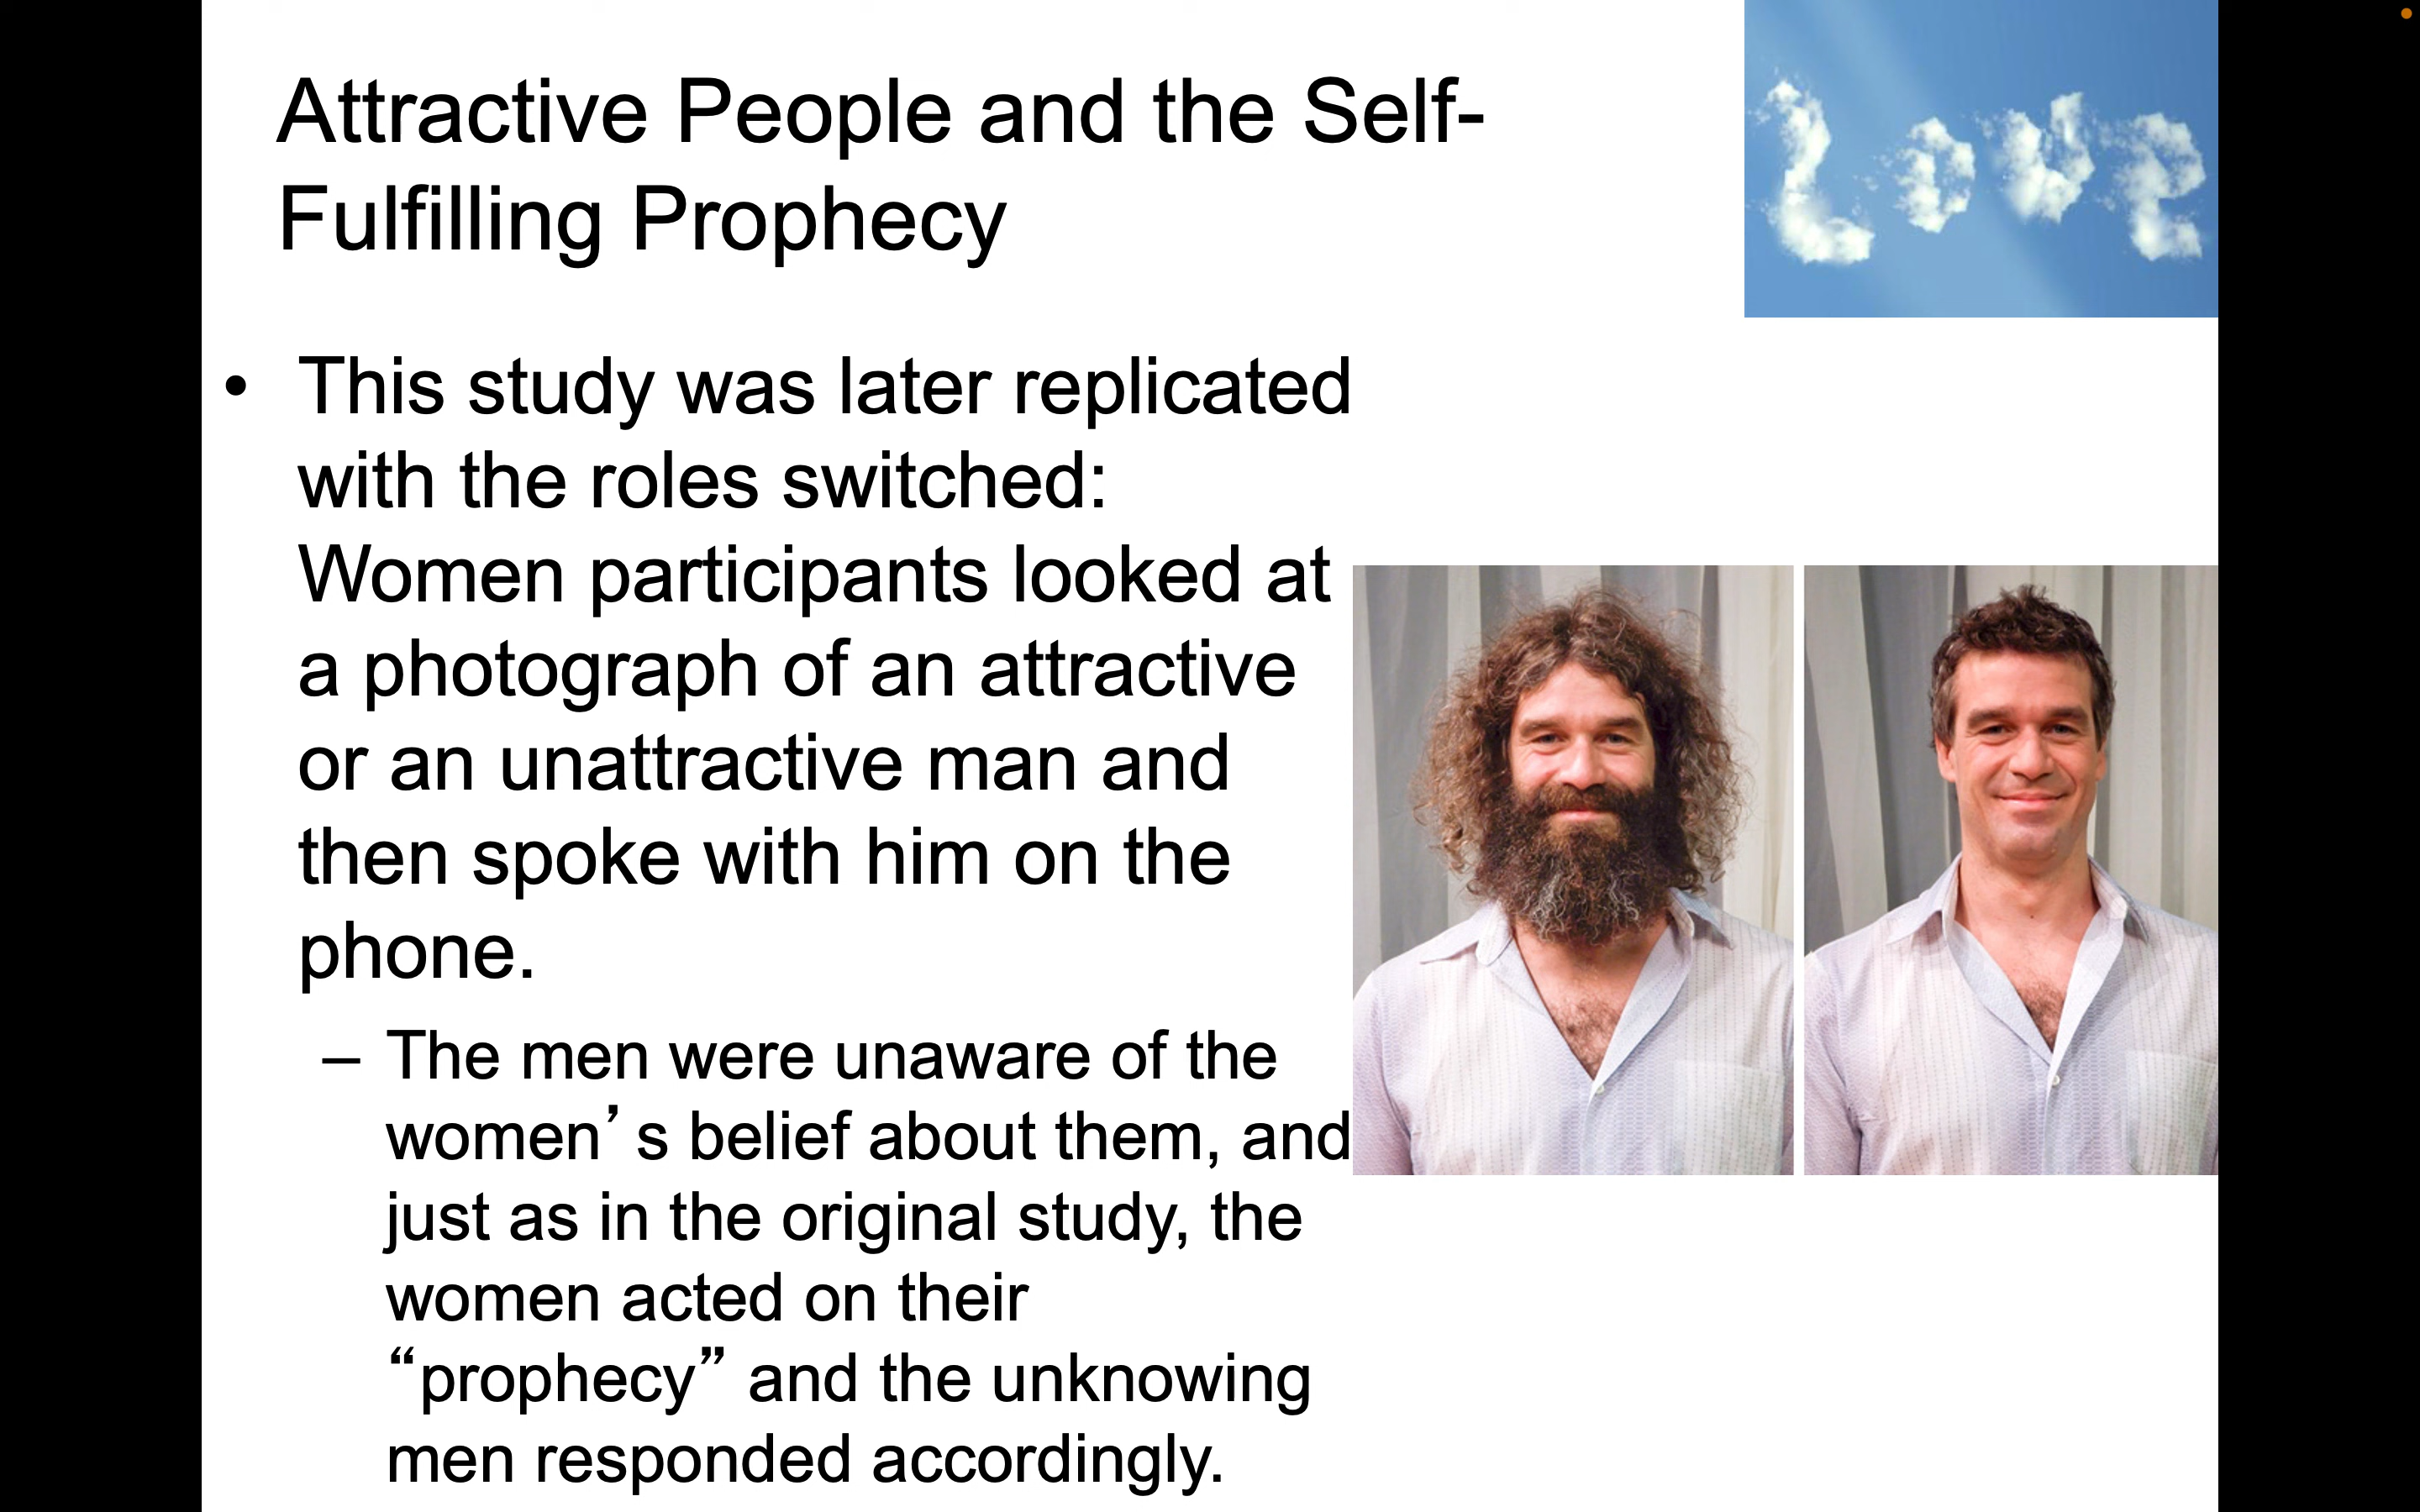 Attractive People and the Self-
Fulfilling Prophecy
Love
• This study was later replicated
with the roles switched:
Women participants looked at
a photograph of an attractive
or an unattractive man and
then spoke with him on the
phone.
– The men were unaware of the
women’s belief about them, and
just as in the original study, the
women acted on their
“prophecy” and the unknowing
men responded accordingly.